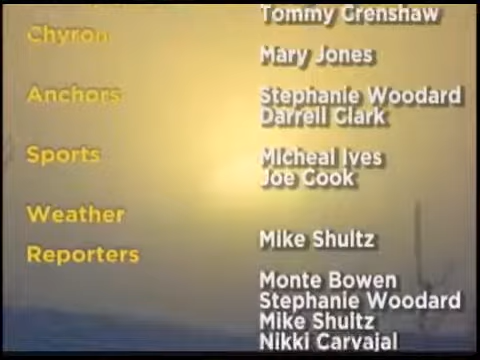 Tommy Crenshaw
Chyron
Mary Jones
Anchors
Stephanie Woodard
Darrell Clark
Sports
Micheal Ives
Joe Cook
Weather
Mike Shultz
Reporters
Monte Bowen
Stephanie Woodard
Mike Shultz
Nikki Carvajal